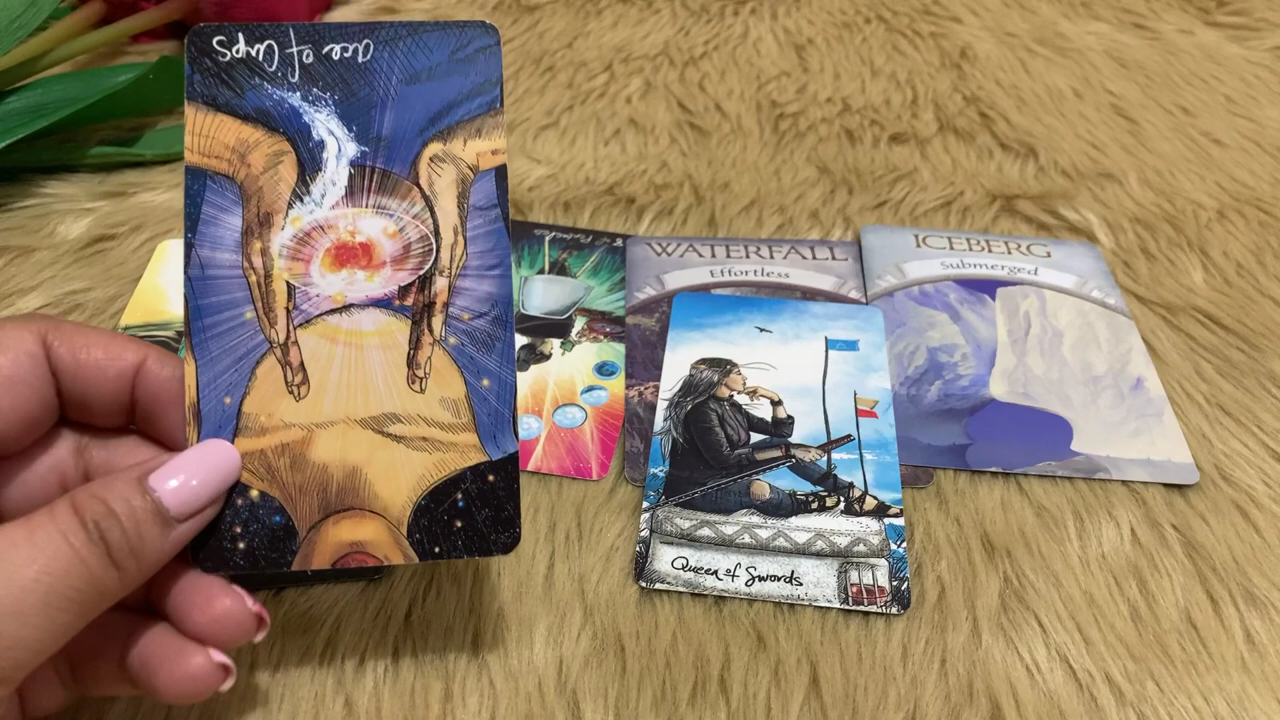 Ace of Cups
WATERFALL
Effortless
ICEBERG
Submerged
Queen of Swords